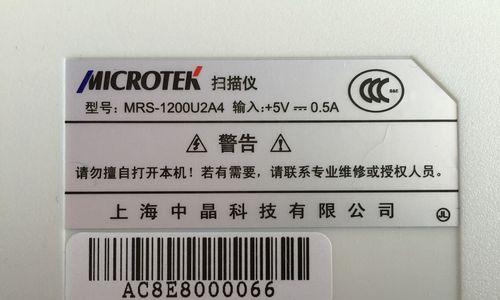 MICROTEK 扫描仪
型号: MRS-1200U2A4 输入:+5V ⎓ 0.5A
CCC S&E
警告
请勿擅自打开本机！若有需要，请联系专业维修或授权人员。
上海中晶科技有限公司
AC8E8000066